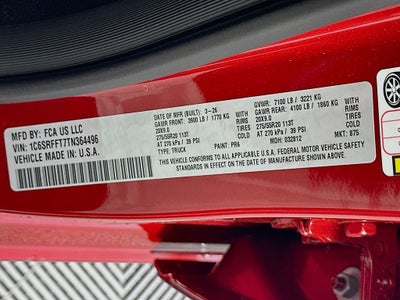 MFD BY: FCA US LLC
VIN: 1C6SRFFT7TN364496
VEHICLE MADE IN U.S.A.
DATE OF MFR (BUILT): 3-26
GAWR FRONT: 3900 LB / 1770 KG WITH
20X9.0 RIMS
275/55R20 113T TIRES
AT 270 kPa / 39 PSI COLD
TYPE: TRUCK PAINT: PR6
GVWR: 7100 LB / 3221 KG
GAWR REAR: 4100 LB / 1860 KG WITH
20X9.0 RIMS
275/55R20 113T TIRES
AT 270 kPa / 39 PSI COLD
MDH: 032912 MKT: 875
THIS VEHICLE CONFORMS TO ALL APPLICABLE U.S.A. FEDERAL MOTOR VEHICLE SAFETY
STANDARDS IN EFFECT ON THE DATE OF MANUFACTURE SHOWN ABOVE.